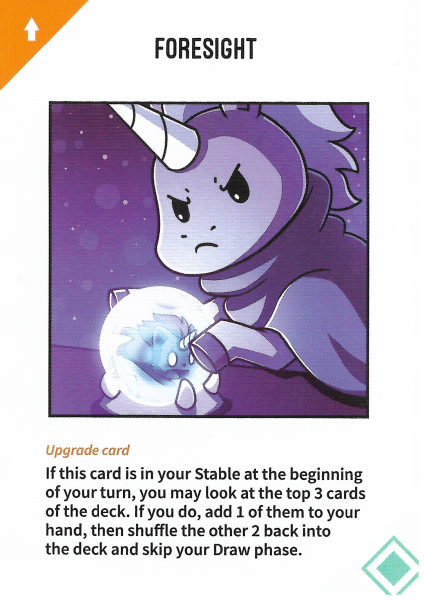 FORESIGHT
Upgrade card
If this card is in your Stable at the beginning
of your turn, you may look at the top 3 cards
of the deck. If you do, add 1 of them to your
hand, then shuffle the other 2 back into
the deck and skip your Draw phase.